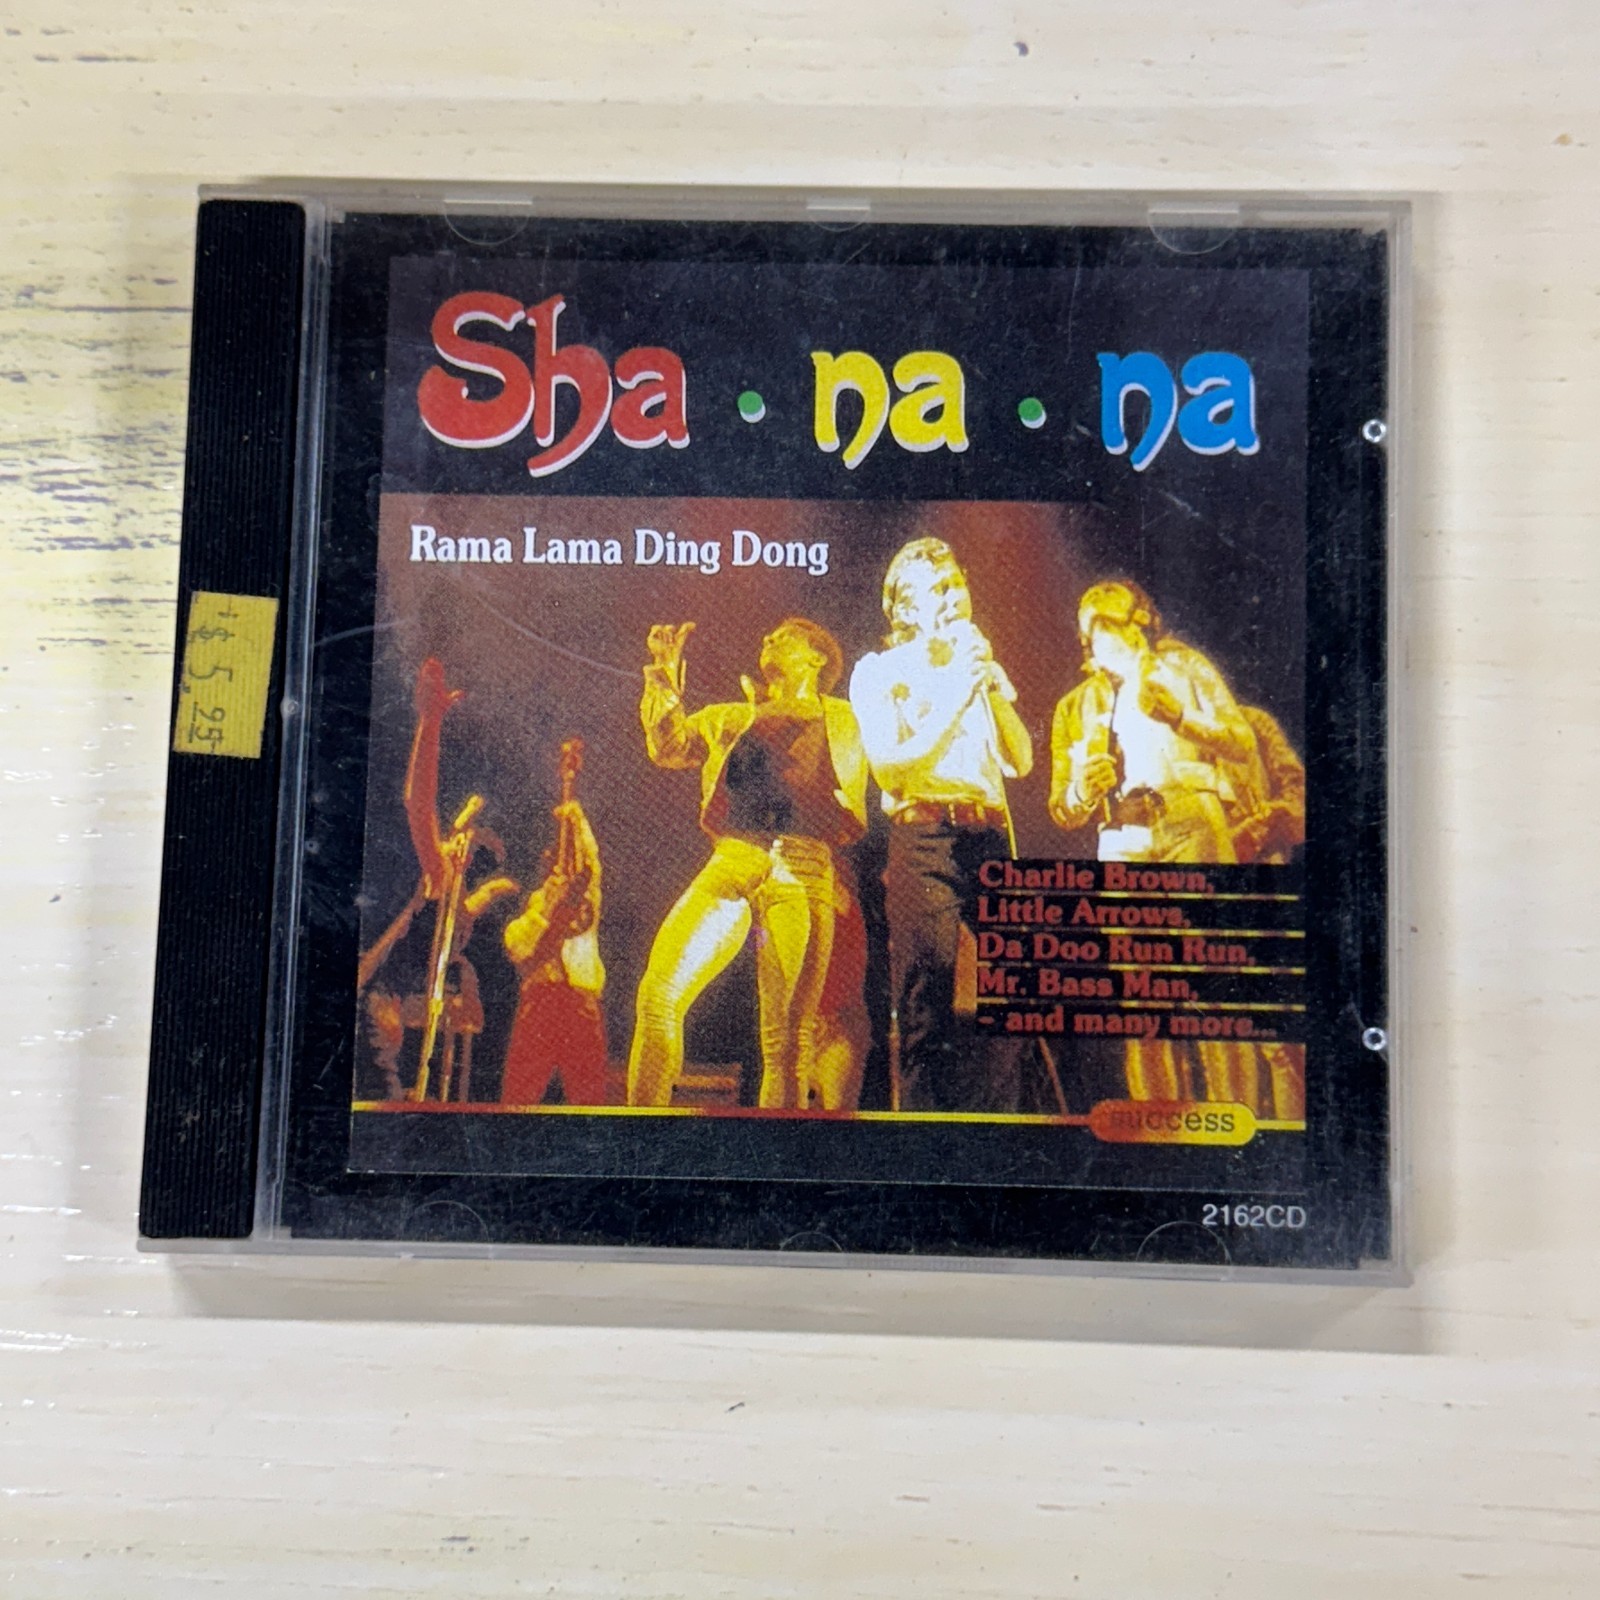 Sha • na • na
Rama Lama Ding Dong
Charlie Brown,
Little Arrows,
Da Doo Run Run,
Mr. Bass Man,
- and many more...
success
2162CD
$5.95